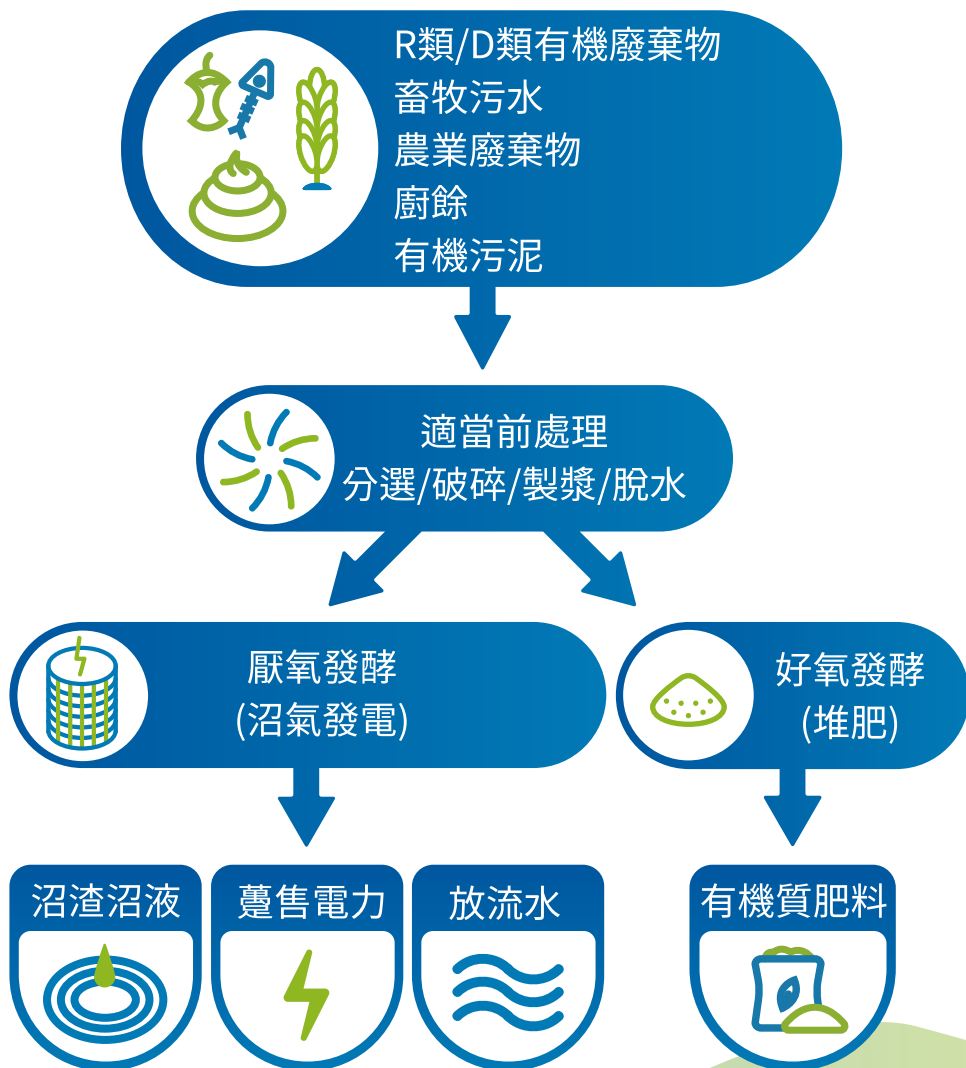 R類/D類有機廢棄物
畜牧污水
農業廢棄物
廚餘
有機污泥
適當前處理
分選/破碎/製漿/脫水
厭氧發酵
(沼氣發電)
好氧發酵
(堆肥)
沼渣沼液
躉售電力
放流水
有機質肥料